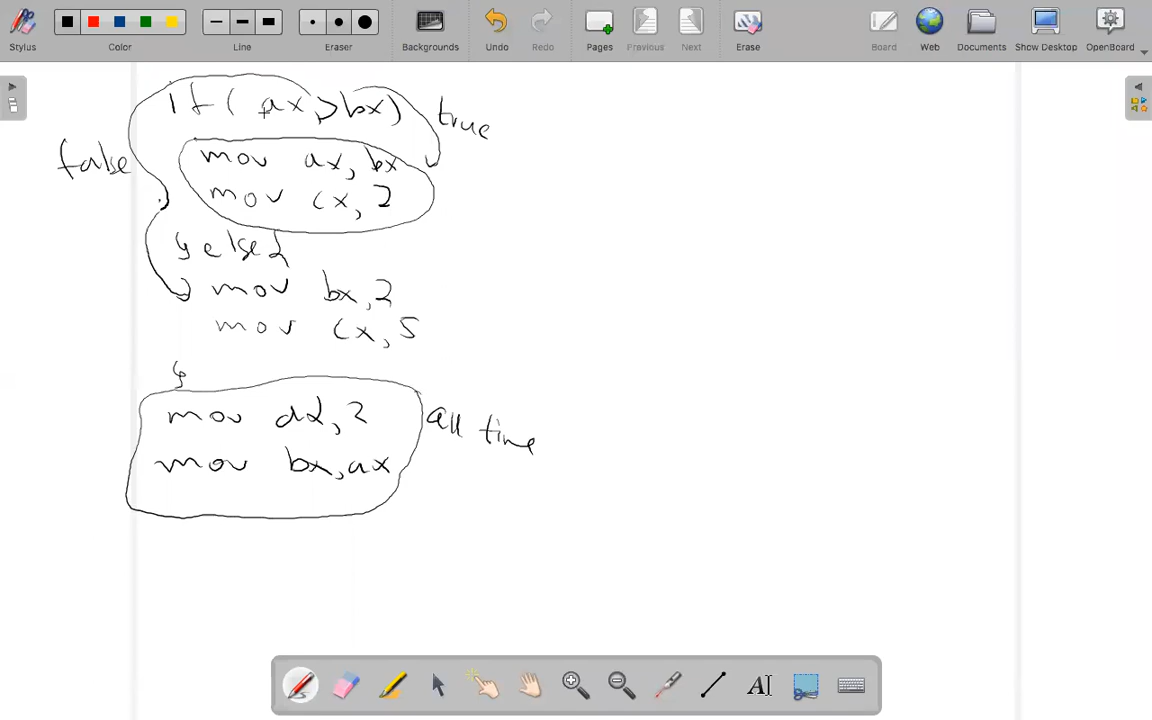 Stylus
Color
Line
Eraser
Backgrounds
Undo
Redo
Pages
Previous
Next
Erase
Board
Web
Documents
Show Desktop
OpenBoard
if( ax>bx) true
false
mov ax, bx
mov cx, 2
} else{
mov bx,2
mov cx,5
}
mov dl,2 all time
mov bx,ax